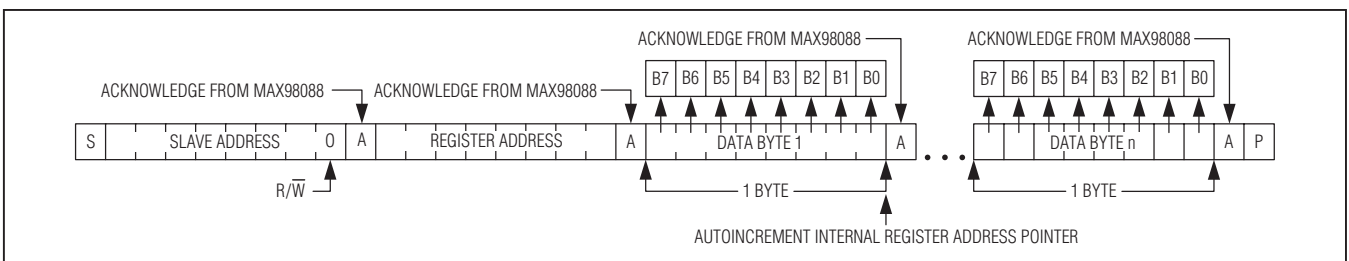 ACKNOWLEDGE FROM MAX98088
ACKNOWLEDGE FROM MAX98088
B7 B6 B5 B4 B3 B2 B1 B0
B7 B6 B5 B4 B3 B2 B1 B0
ACKNOWLEDGE FROM MAX98088
ACKNOWLEDGE FROM MAX98088
S SLAVE ADDRESS 0 A REGISTER ADDRESS A DATA BYTE 1 A DATA BYTE n A P
R/W̅
1 BYTE
1 BYTE
AUTOINCREMENT INTERNAL REGISTER ADDRESS POINTER